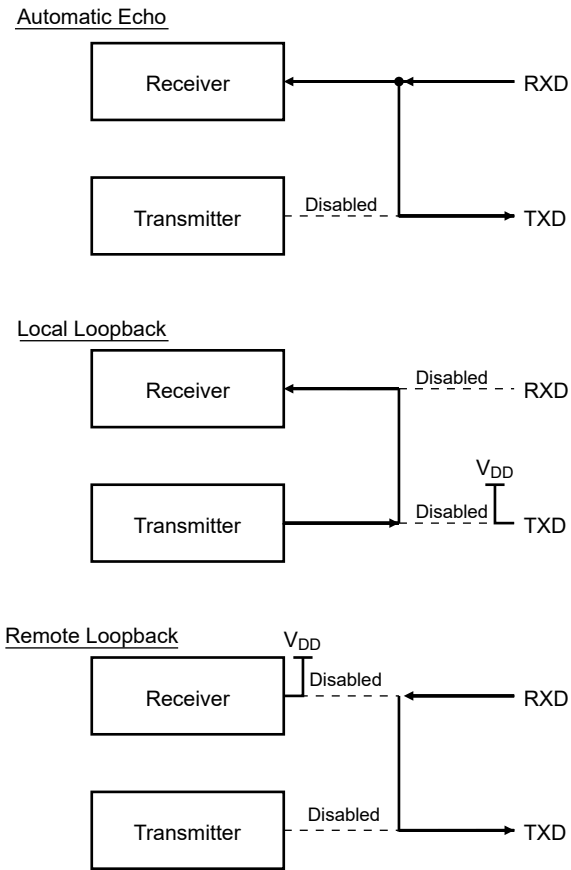 Automatic Echo
Receiver
RXD
Transmitter
Disabled
TXD
Local Loopback
Receiver
Disabled
RXD
VDD
Transmitter
Disabled
TXD
Remote Loopback
VDD
Receiver
Disabled
RXD
Transmitter
Disabled
TXD